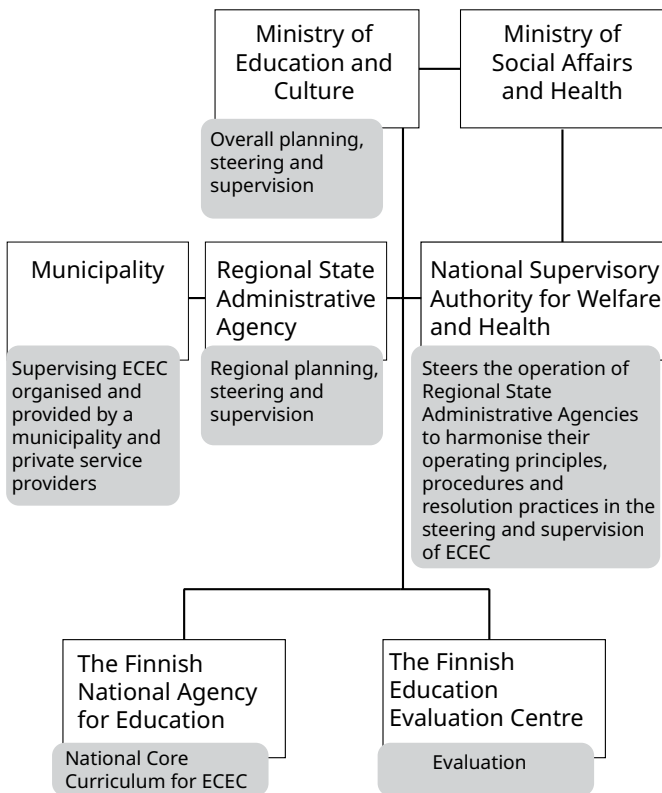 Ministry of
Education and
Culture
Ministry of
Social Affairs
and Health
Overall planning,
steering and
supervision
Municipality
Regional State
Administrative
Agency
National Supervisory
Authority for Welfare
and Health
Supervising ECEC
organised and
provided by a
municipality and
private service
providers
Regional planning,
steering and
supervision
Steers the operation of
Regional State
Administrative Agencies
to harmonise their
operating principles,
procedures and
resolution practices in the
steering and supervision
of ECEC
The Finnish
National Agency
for Education
The Finnish
Education
Evaluation Centre
National Core
Curriculum for ECEC
Evaluation